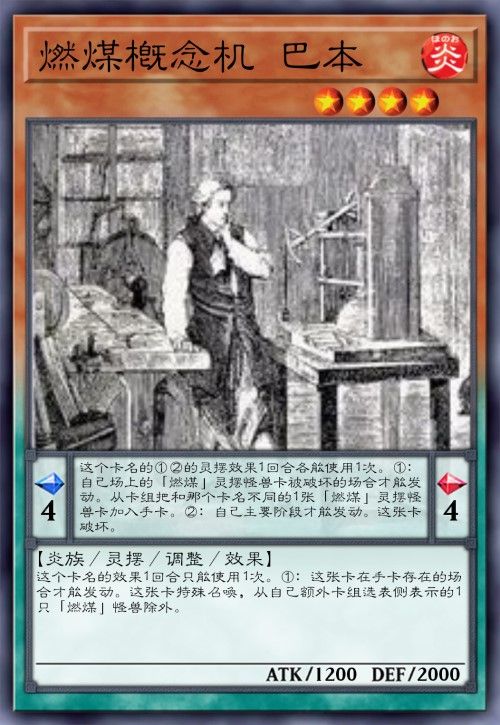 燃煤概念机 巴本
ほのお
炎
这个卡名的①②的灵摆效果1回合各能使用1次。①：
自己场上的「燃煤」灵摆怪兽卡被破坏的场合才能发
动。从卡组把和那个卡名不同的1张「燃煤」灵摆怪
兽卡加入手卡。②：自己主要阶段才能发动。这张卡
破坏。
4
4
【炎族／灵摆／调整／效果】
这个卡名的效果1回合只能使用1次。①：这张卡在手卡存在的场
合才能发动。这张卡特殊召唤，从自己额外卡组选表侧表示的1
只「燃煤」怪兽除外。
ATK/1200 DEF/2000